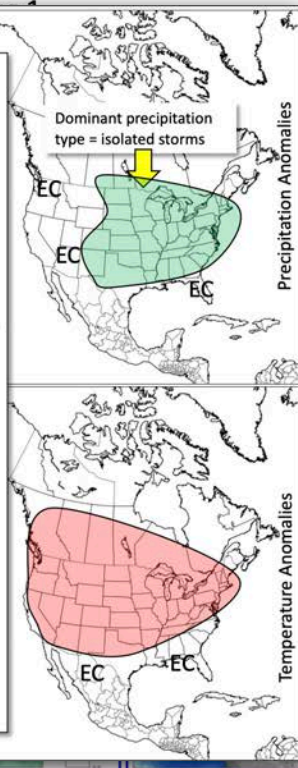 Dominant precipitation
type = isolated storms
EC
EC
EC
Precipitation Anomalies
EC
EC
Temperature Anomalies